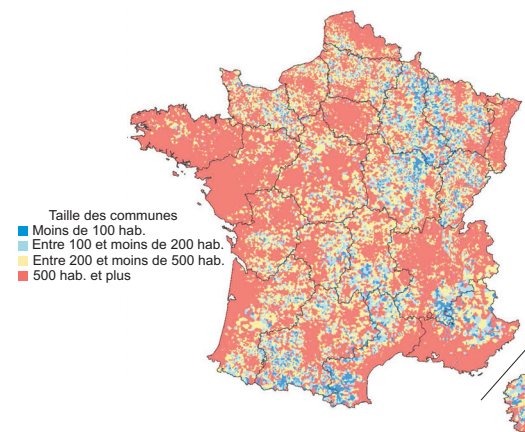 Taille des communes
Moins de 100 hab.
Entre 100 et moins de 200 hab.
Entre 200 et moins de 500 hab.
500 hab. et plus